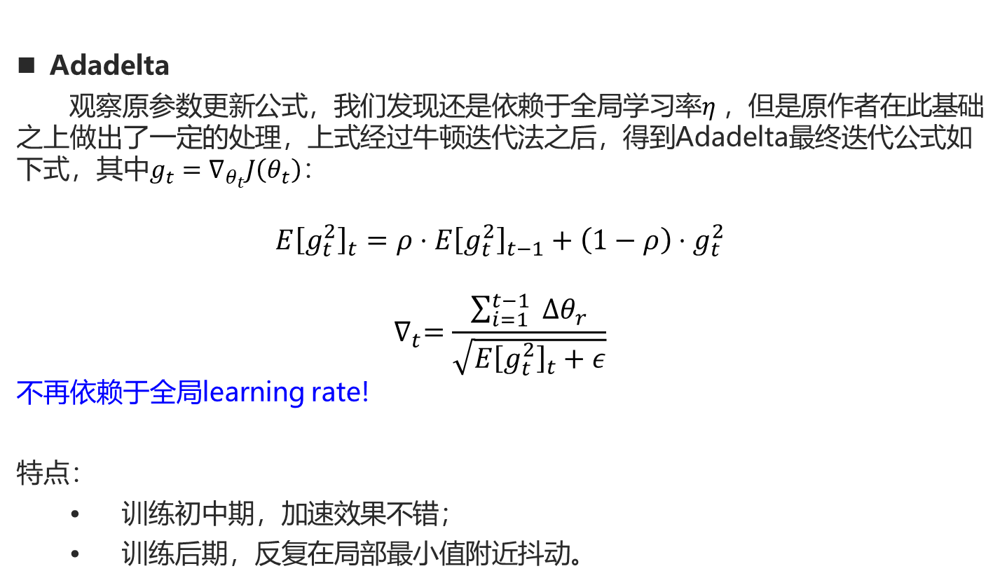 ■ Adadelta
观察原参数更新公式，我们发现还是依赖于全局学习率η ，但是原作者在此基础
之上做出了一定的处理，上式经过牛顿迭代法之后，得到Adadelta最终迭代公式如
下式，其中$g_t = \nabla_{\theta_t} J(\theta_t)$：
$E[g_t^2]_t = \rho \cdot E[g_t^2]_{t-1} + (1 - \rho) \cdot g_t^2$
$\nabla_t = \frac{\sum_{i=1}^{t-1} \Delta\theta_r}{\sqrt{E[g_t^2]_t + \epsilon}}$
不再依赖于全局learning rate!
特点：
• 训练初中期，加速效果不错；
• 训练后期，反复在局部最小值附近抖动。